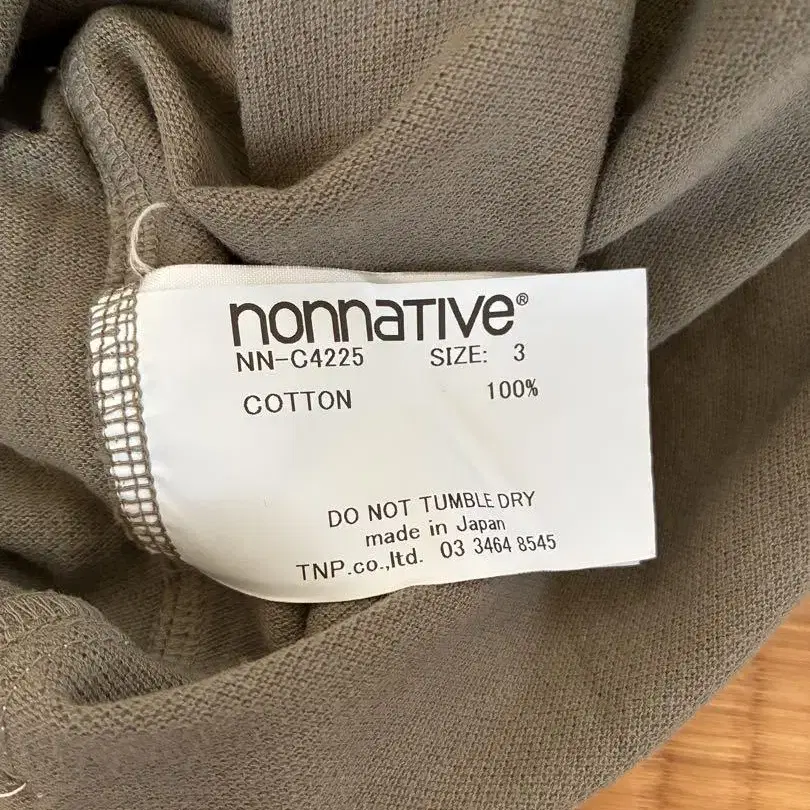 nonnative®
NN-C4225 SIZE: 3
COTTON 100%
DO NOT TUMBLE DRY
made in Japan
TNP.co.,ltd. 03 3464 8545